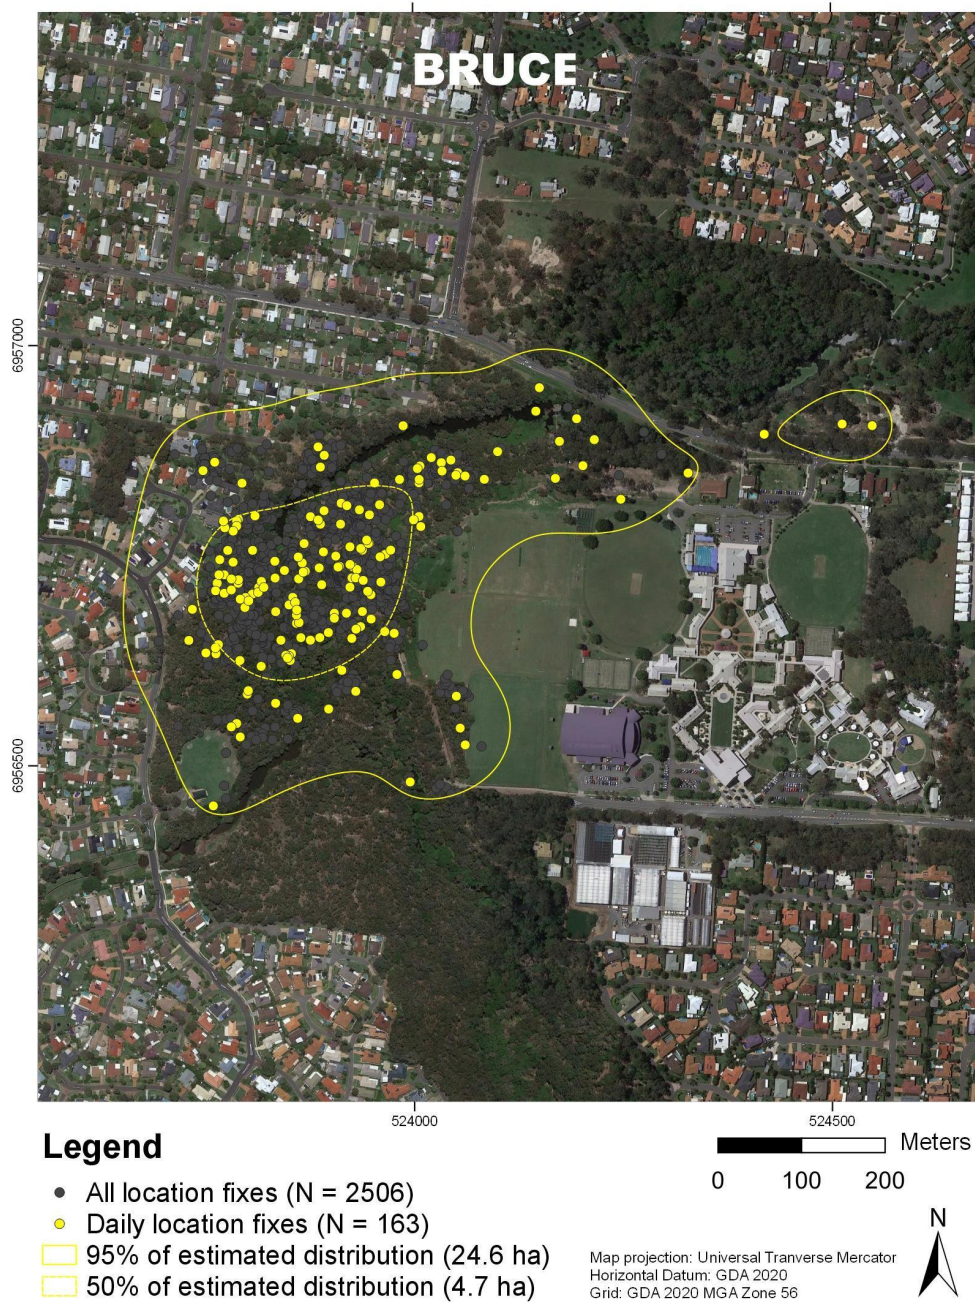 BRUCE
6957000
6956500
524000
524500
Legend
All location fixes (N = 2506)
Daily location fixes (N = 163)
95% of estimated distribution (24.6 ha)
50% of estimated distribution (4.7 ha)
Meters
0 100 200
N
Map projection: Universal Tranverse Mercator
Horizontal Datum: GDA 2020
Grid: GDA 2020 MGA Zone 56